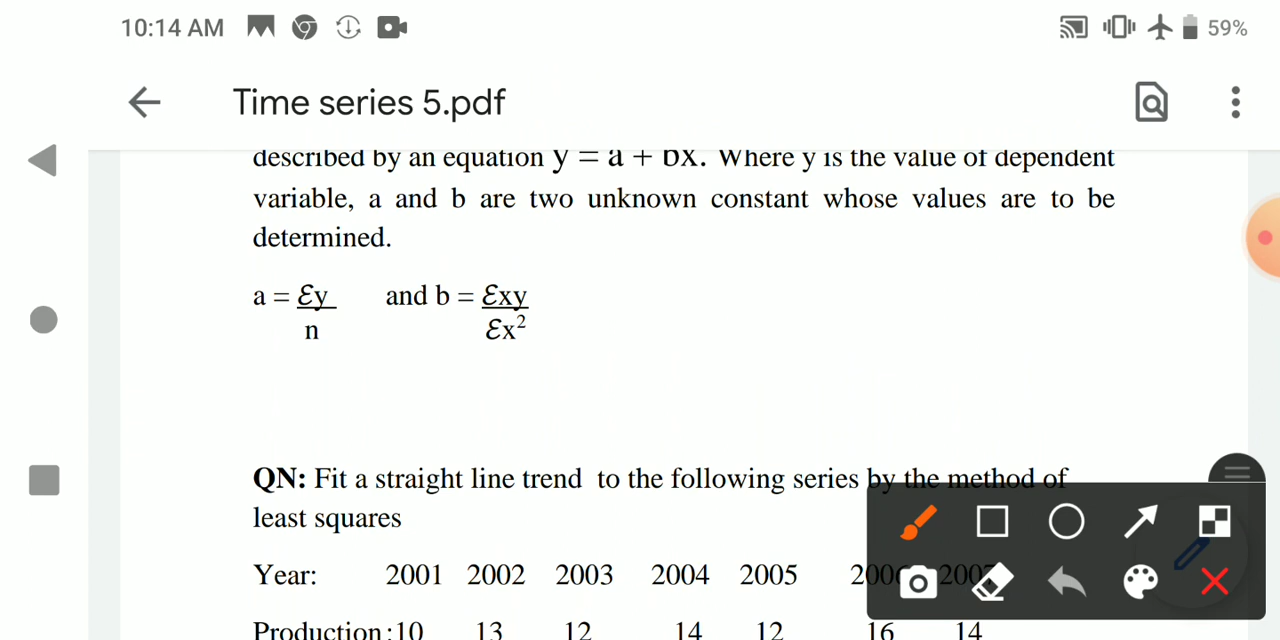 10:14 AM 59%
Time series 5.pdf
described by an equation y = a + bx. Where y is the value of dependent
variable, a and b are two unknown constant whose values are to be
determined.
a = Ɛy and b = Ɛxy
n Ɛx²
QN: Fit a straight line trend to the following series by the method of
least squares
Year: 2001 2002 2003 2004 2005 2006 2007
Production:10 13 12 14 12 16 14